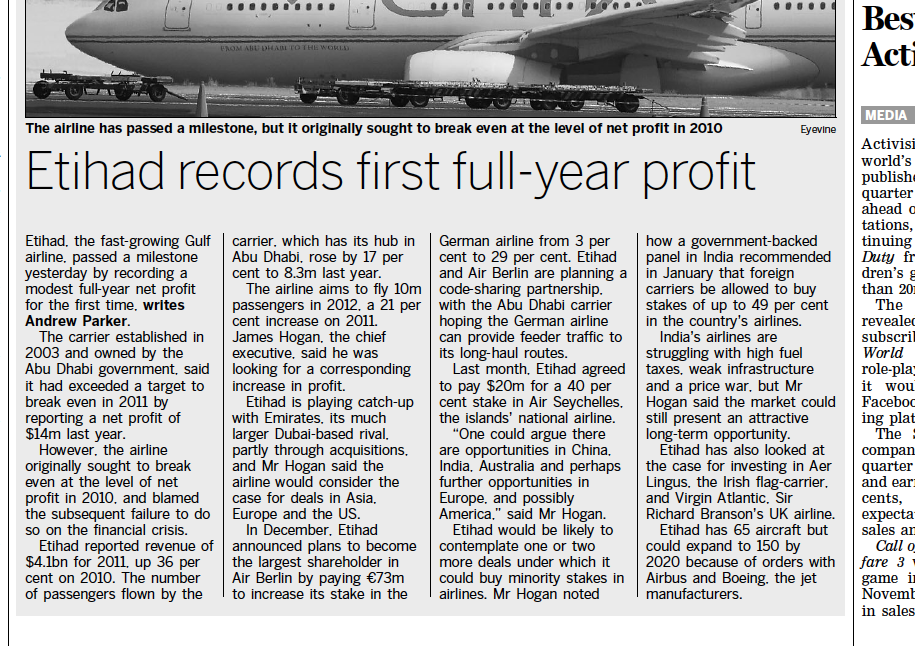 FROM ABU DHABI TO THE WORLD
The airline has passed a milestone, but it originally sought to break even at the level of net profit in 2010
Eyevine
Etihad records first full-year profit
Etihad, the fast-growing Gulf
airline, passed a milestone
yesterday by recording a
modest full-year net profit
for the first time, writes
Andrew Parker.
The carrier established in
2003 and owned by the
Abu Dhabi government, said
it had exceeded a target to
break even in 2011 by
reporting a net profit of
$14m last year.
However, the airline
originally sought to break
even at the level of net
profit in 2010, and blamed
the subsequent failure to do
so on the financial crisis.
Etihad reported revenue of
$4.1bn for 2011, up 36 per
cent on 2010. The number
of passengers flown by the
carrier, which has its hub in
Abu Dhabi, rose by 17 per
cent to 8.3m last year.
The airline aims to fly 10m
passengers in 2012, a 21 per
cent increase on 2011.
James Hogan, the chief
executive, said he was
looking for a corresponding
increase in profit.
Etihad is playing catch-up
with Emirates, its much
larger Dubai-based rival,
partly through acquisitions,
and Mr Hogan said the
airline would consider the
case for deals in Asia,
Europe and the US.
In December, Etihad
announced plans to become
the largest shareholder in
Air Berlin by paying €73m
to increase its stake in the
German airline from 3 per
cent to 29 per cent. Etihad
and Air Berlin are planning a
code-sharing partnership,
with the Abu Dhabi carrier
hoping the German airline
can provide feeder traffic to
its long-haul routes.
Last month, Etihad agreed
to pay $20m for a 40 per
cent stake in Air Seychelles,
the islands' national airline.
“One could argue there
are opportunities in China,
India, Australia and perhaps
further opportunities in
Europe, and possibly
America,” said Mr Hogan.
Etihad would be likely to
contemplate one or two
more deals under which it
could buy minority stakes in
airlines. Mr Hogan noted
how a government-backed
panel in India recommended
in January that foreign
carriers be allowed to buy
stakes of up to 49 per cent
in the country's airlines.
India's airlines are
struggling with high fuel
taxes, weak infrastructure
and a price war, but Mr
Hogan said the market could
still present an attractive
long-term opportunity.
Etihad has also looked at
the case for investing in Aer
Lingus, the Irish flag-carrier,
and Virgin Atlantic, Sir
Richard Branson's UK airline.
Etihad has 65 aircraft but
could expand to 150 by
2020 because of orders with
Airbus and Boeing, the jet
manufacturers.
Bes
Acti
MEDIA
Activisi
world's
publishe
quarter
ahead o
tations,
tinuing
Duty fr
dren's g
than 20
The
revealed
subscrib
World
role-play
it wou
Faceboo
ing plat
The S
compan
quarter
and earn
cents,
expecta
sales an
Call of
fare 3 v
game in
Novemb
in sales